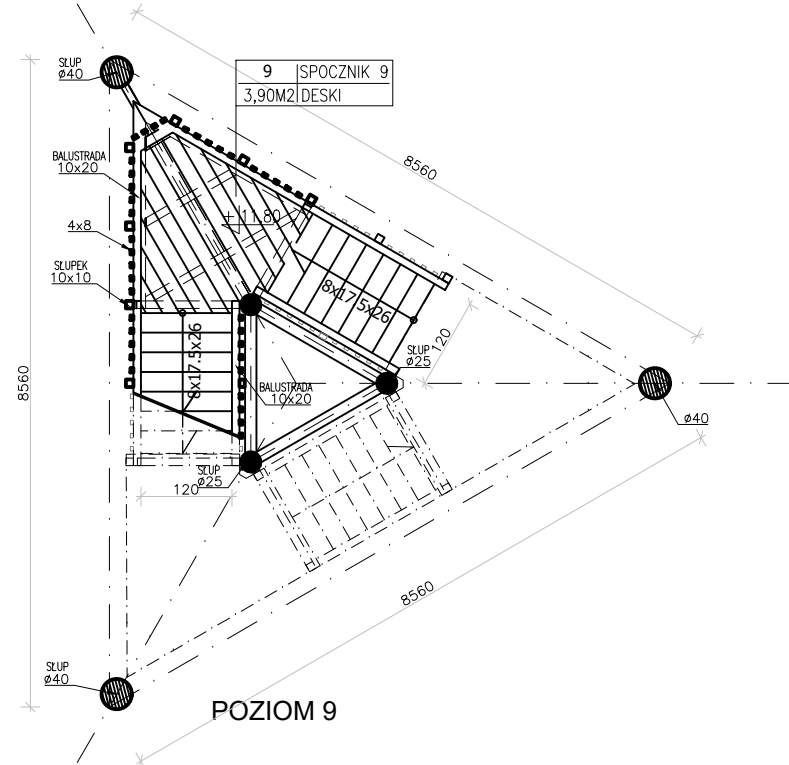 SŁUP
ø40
9 SPOCZNIK 9
3,90M2 DESKI
8560
BALUSTRADA
10x20
+11.80
4x8
SŁUPEK
10x10
8x17.5x26
8x17.5x26
120
SŁUP
ø25
8560
BALUSTRADA
10x20
ø40
SŁUP
ø25
120
8560
SŁUP
ø40
POZIOM 9